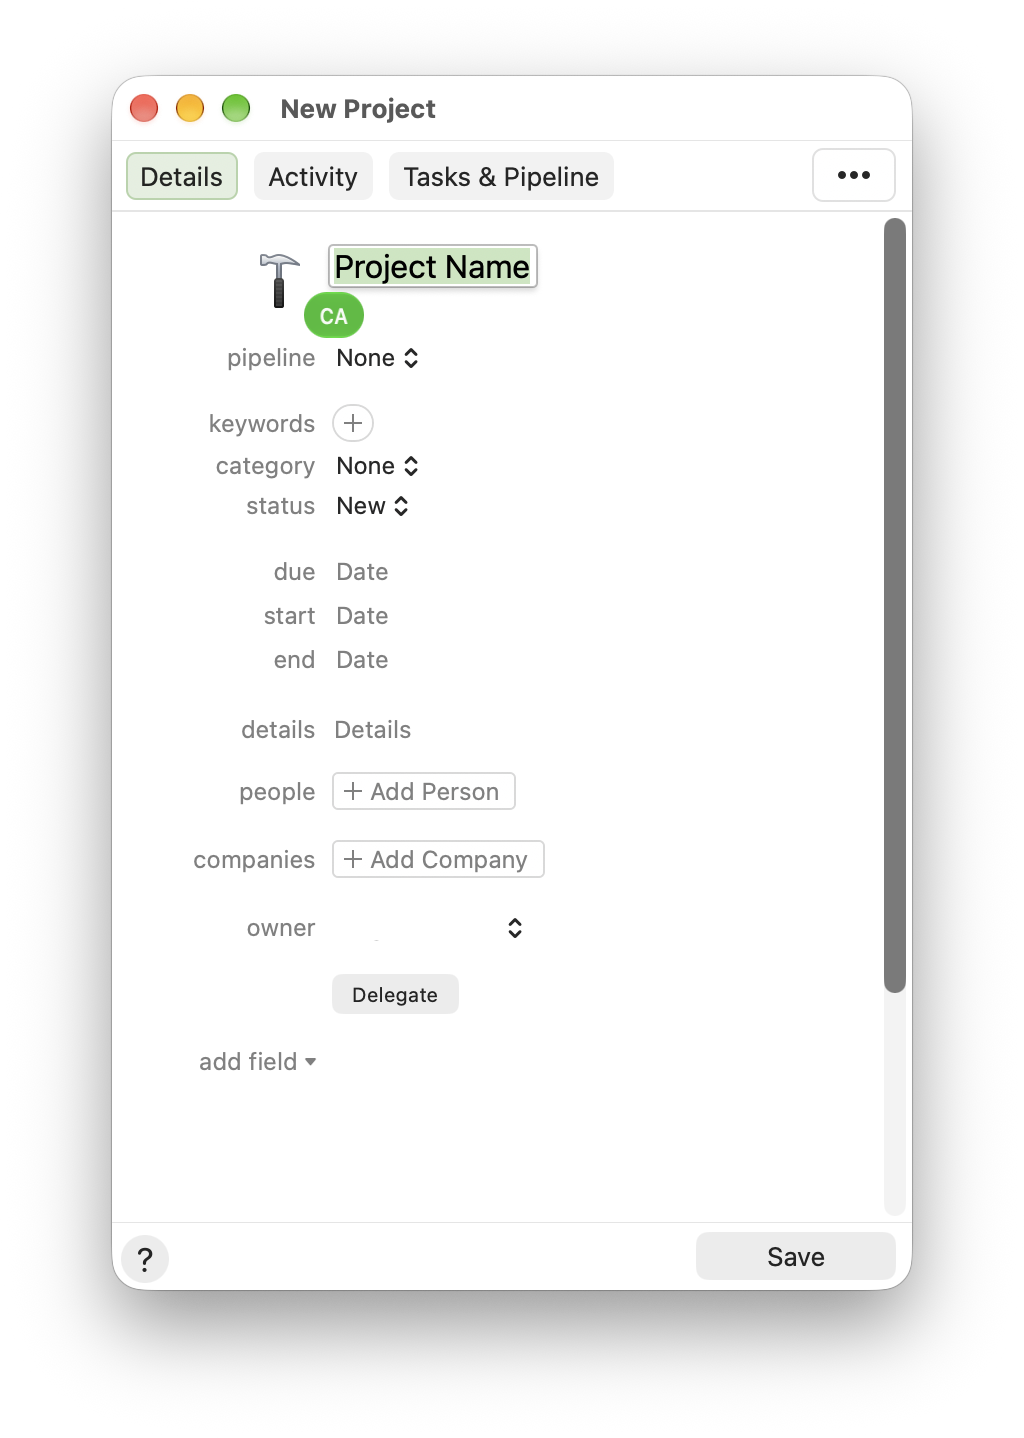 New Project
Details Activity Tasks & Pipeline •••
Project Name
CA
pipeline None
keywords +
category None
status New
due Date
start Date
end Date
details Details
people + Add Person
companies + Add Company
owner
Delegate
add field
? Save